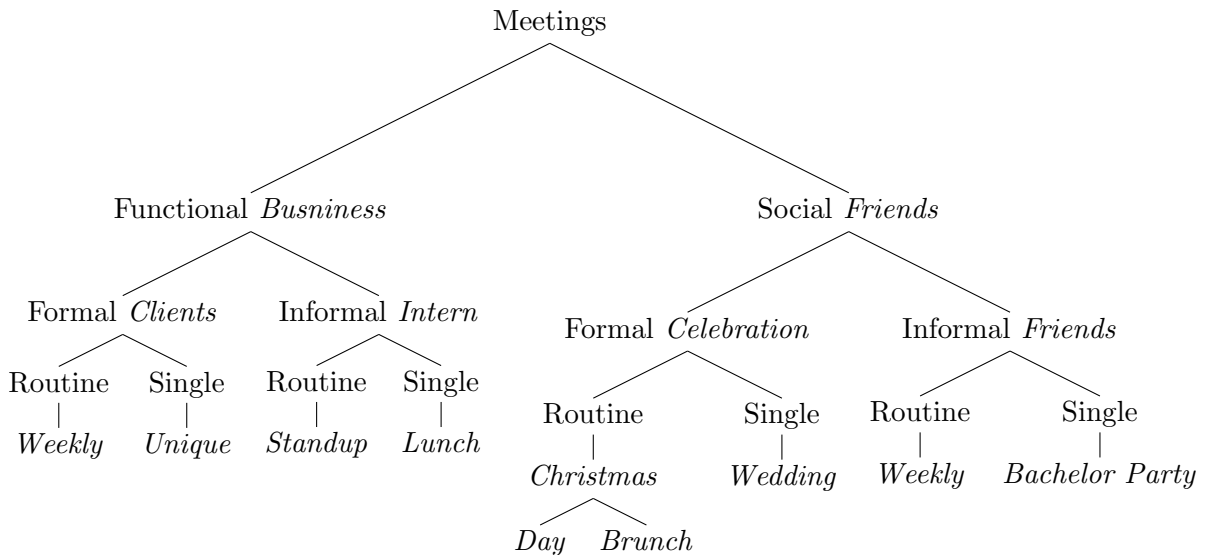 Meetings
Functional Busniness
Social Friends
Formal Clients
Informal Intern
Formal Celebration
Informal Friends
Routine
Single
Routine
Single
Routine
Single
Routine
Single
Weekly
Unique
Standup
Lunch
Christmas
Wedding
Weekly
Bachelor Party
Day
Brunch